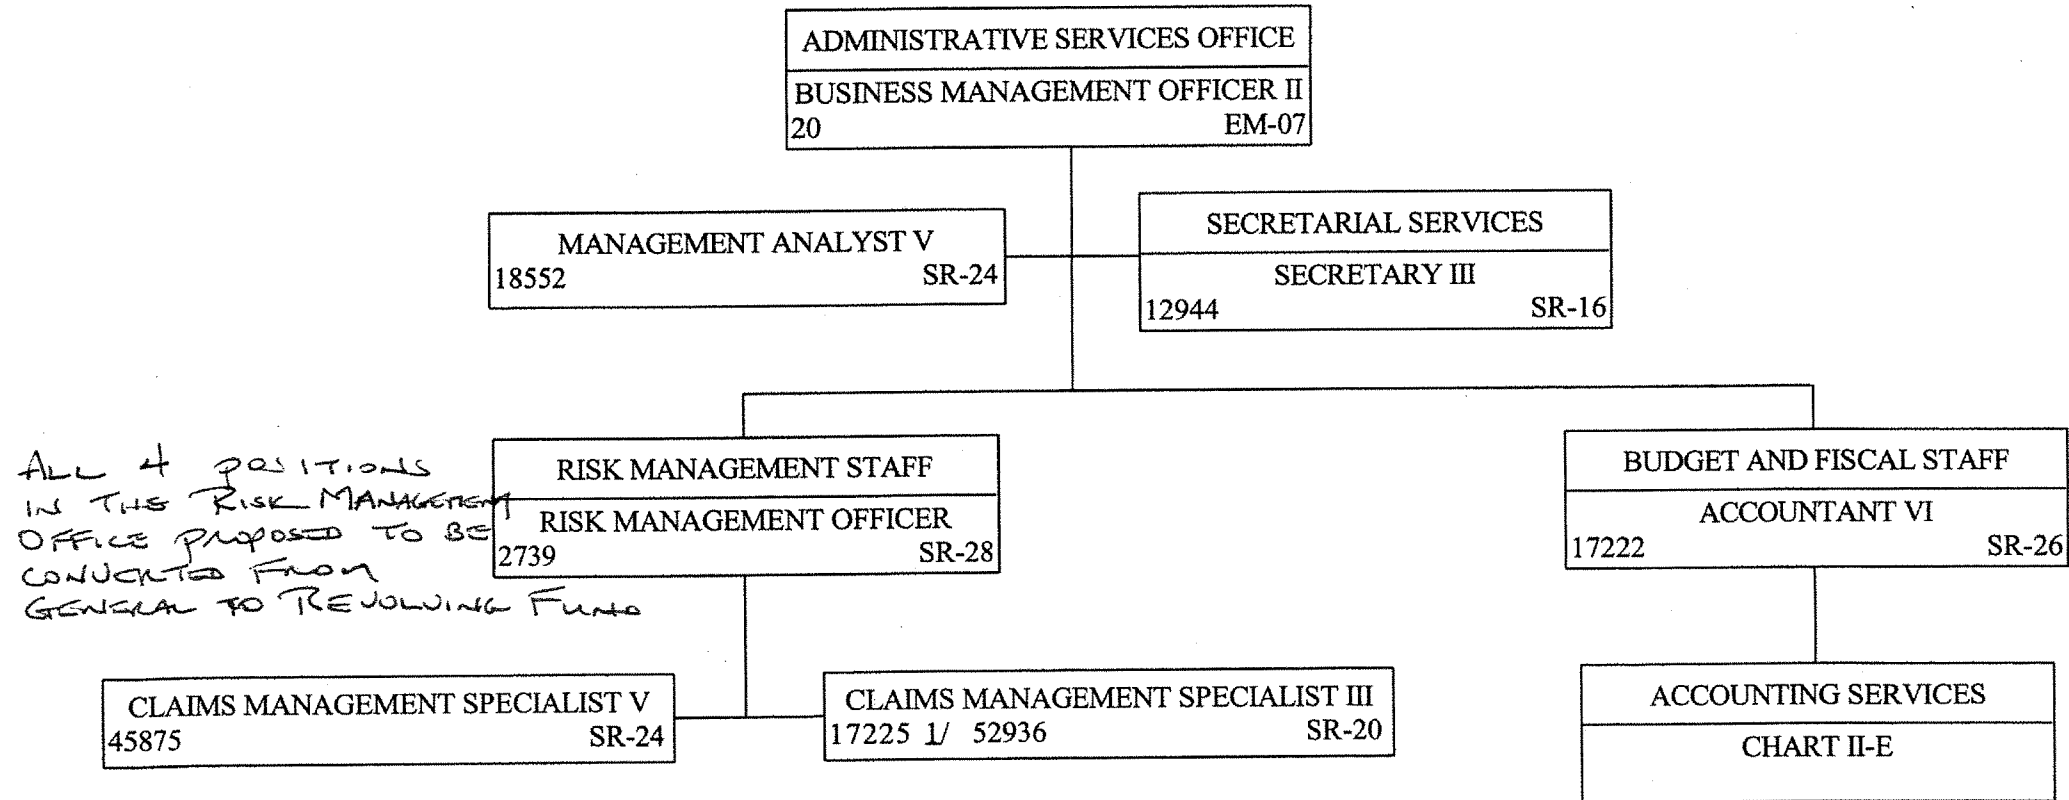 ADMINISTRATIVE SERVICES OFFICE
BUSINESS MANAGEMENT OFFICER II
20 EM-07
MANAGEMENT ANALYST V
18552 SR-24
SECRETARIAL SERVICES
SECRETARY III
12944 SR-16
ALL 4 POSITIONS
IN THE RISK MANAGEMENT
OFFICE PROPOSED TO BE
CONVERTED FROM
GENERAL TO REVOLVING FUND
RISK MANAGEMENT STAFF
RISK MANAGEMENT OFFICER
2739 SR-28
BUDGET AND FISCAL STAFF
ACCOUNTANT VI
17222 SR-26
CLAIMS MANAGEMENT SPECIALIST V
45875 SR-24
CLAIMS MANAGEMENT SPECIALIST III
17225 1/ 52936 SR-20
ACCOUNTING SERVICES
CHART II-E